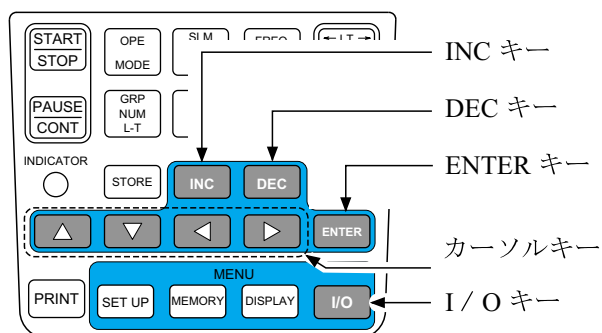 START
STOP
OPE
MODE
PAUSE
CONT
GRP
NUM
L-T
INDICATOR
STORE
INC
DEC
ENTER
MENU
PRINT
SET UP
MEMORY
DISPLAY
I/O
INC キー
DEC キー
ENTER キー
カーソルキー
I／O キー